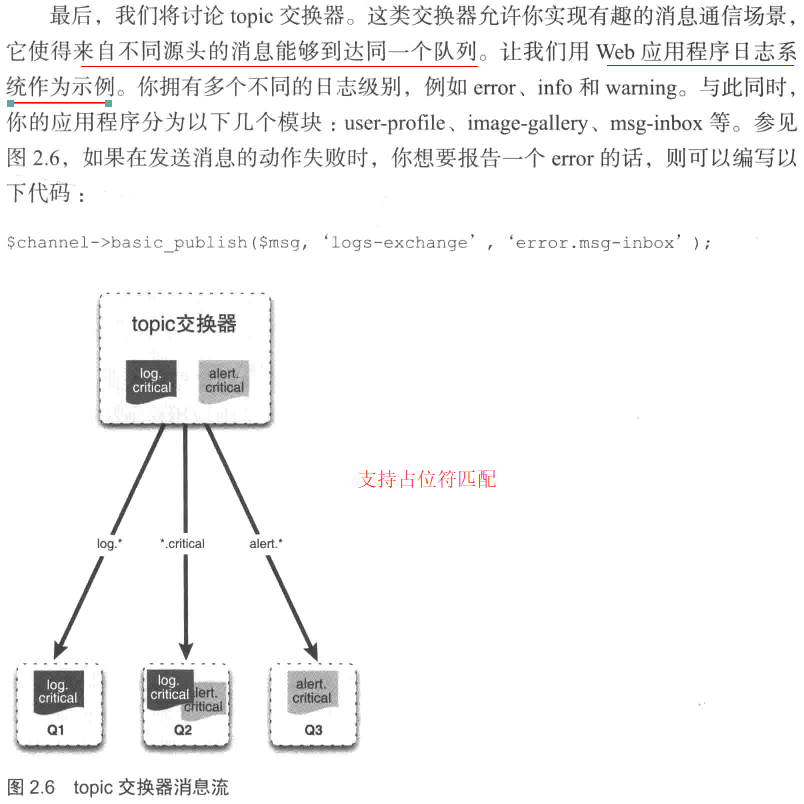 最后，我们将讨论 topic 交换器。这类交换器允许你实现有趣的消息通信场景，
它使得来自不同源头的消息能够到达同一个队列。让我们用 Web 应用程序日志系
统作为示例。你拥有多个不同的日志级别，例如 error、info 和 warning。与此同时，
你的应用程序分为以下几个模块：user-profile、image-gallery、msg-inbox 等。参见
图 2.6，如果在发送消息的动作失败时，你想要报告一个 error 的话，则可以编写以
下代码：
$channel->basic_publish($msg, ‘logs-exchange’, ‘error.msg-inbox’);
topic交换器
log.
critical
alert.
critical
支持占位符匹配
log.*
*.critical
alert.*
log.
critical
Q1
log.
critical
alert.
critical
Q2
alert.
critical
Q3
图 2.6 topic 交换器消息流